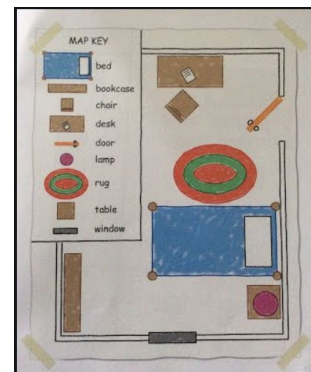 MAP KEY
bed
bookcase
chair
desk
door
lamp
rug
table
window